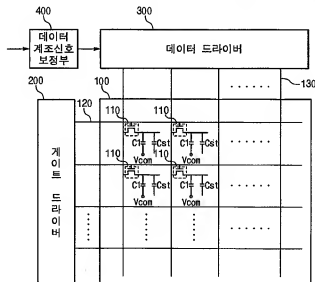 400
데이터
계조신호
보정부
300
데이터 드라이버
130
200
게이트 드라이버
100
120
110
110
C1
Cst
C1
Cst
110
Vcom
110
Vcom
C1
Cst
C1
Cst
Vcom
Vcom